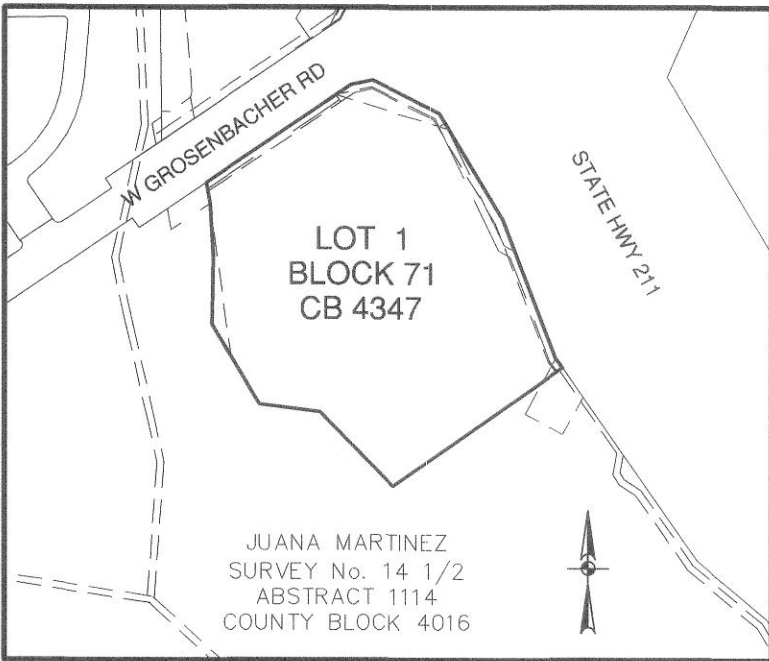 W GROSENBACHER RD
STATE HWY 211
LOT 1
BLOCK 71
CB 4347
JUANA MARTINEZ
SURVEY No. 14 1/2
ABSTRACT 1114
COUNTY BLOCK 4016